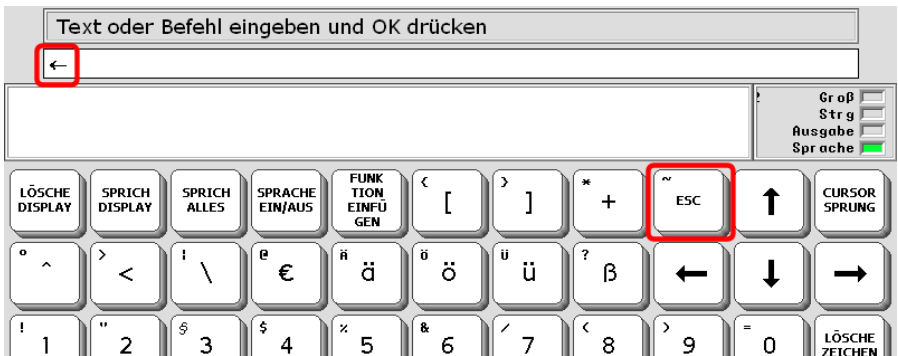 Text oder Befehl eingeben und OK drücken
←
Groß
Strg
Ausgabe
Sprache
LÖSCHE DISPLAY
SPRICH DISPLAY
SPRICH ALLES
SPRACHE EIN/AUS
FUNK
TION
EINFÜ
GEN
< [
> ]
* +
~ ESC
↑
CURSOR SPRUNG
° ^
> <
¦ \
@ €
Ä ä
Ö ö
Ü ü
? ß
←
↓
→
! 1
" 2
§ 3
$ 4
% 5
& 6
/ 7
( 8
) 9
= 0
LÖSCHE ZEICHEN